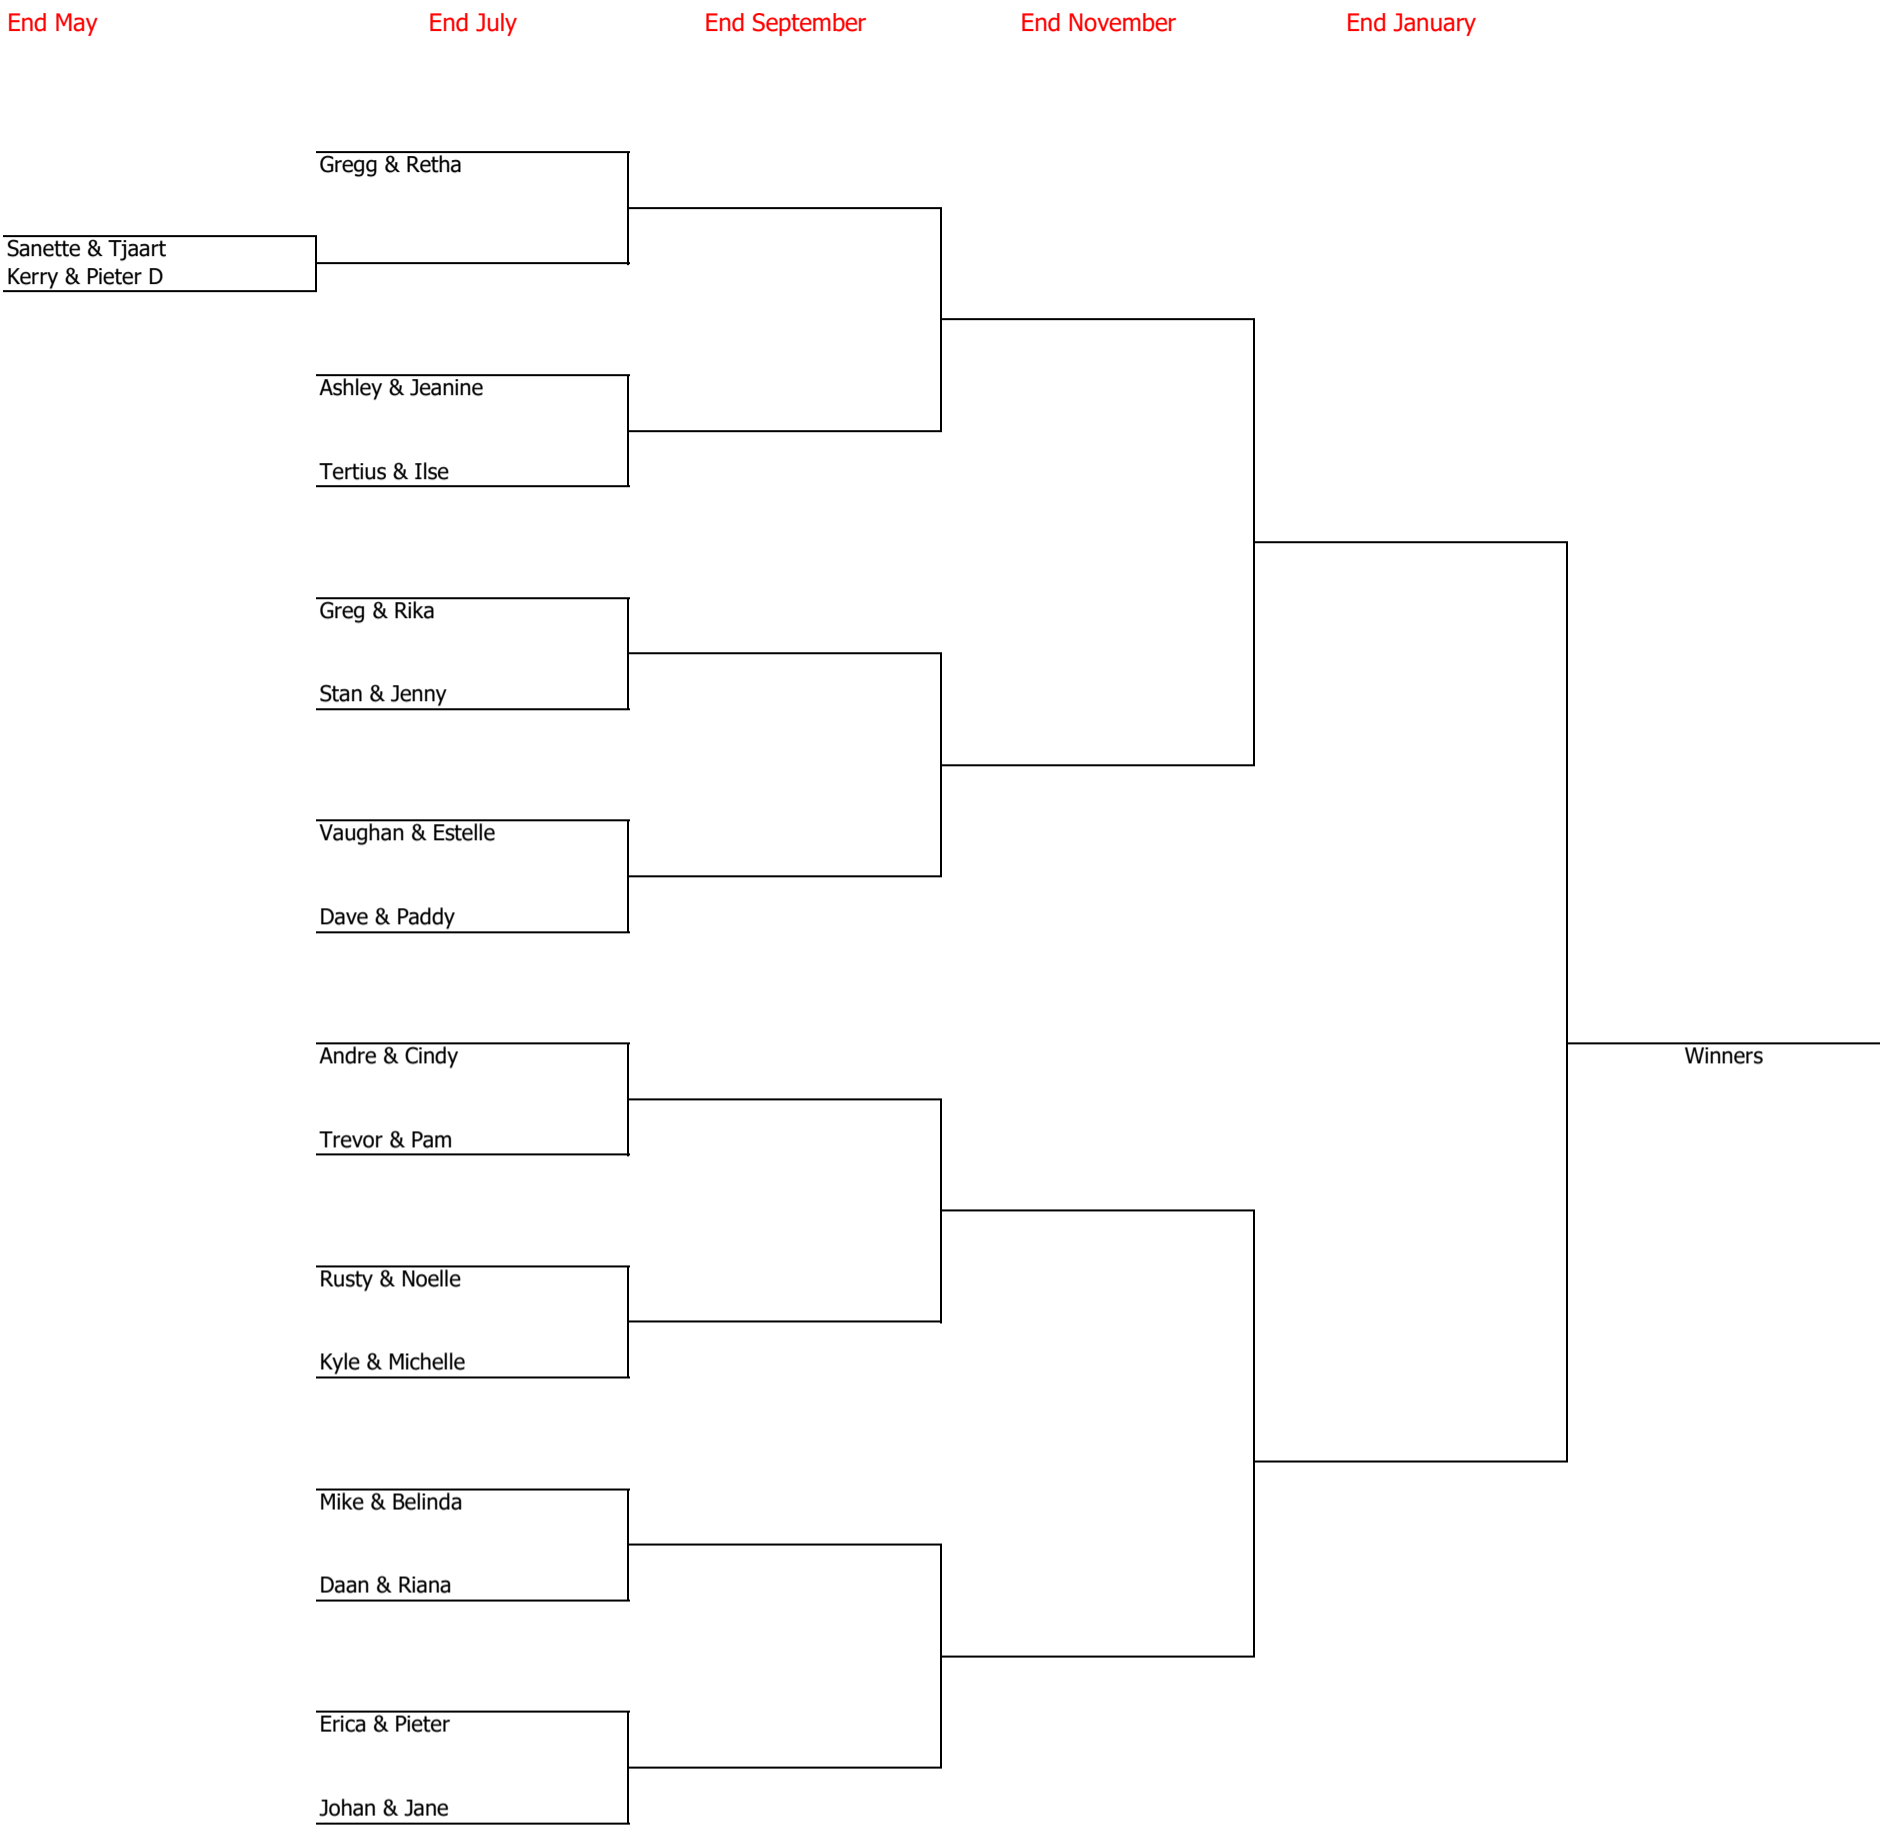 End May
End July
End September
End November
End January
Gregg & Retha
Sanette & Tjaart
Kerry & Pieter D
Ashley & Jeanine
Tertius & Ilse
Greg & Rika
Stan & Jenny
Vaughan & Estelle
Dave & Paddy
Andre & Cindy
Winners
Trevor & Pam
Rusty & Noelle
Kyle & Michelle
Mike & Belinda
Daan & Riana
Erica & Pieter
Johan & Jane